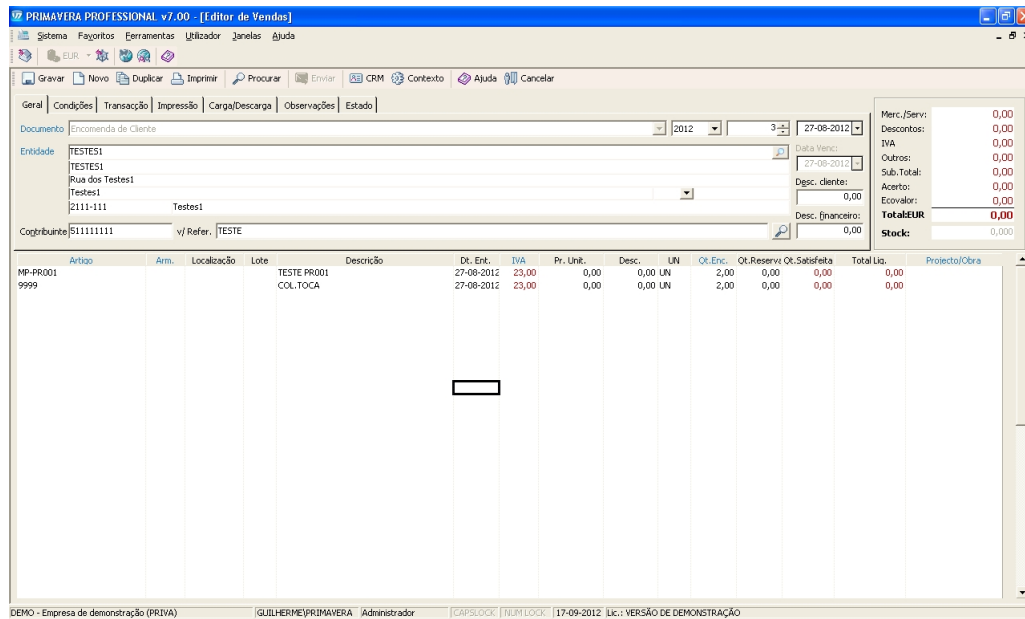 PRIMAVERA PROFESSIONAL v7.00 - [Editor de Vendas]
Sistema Favoritos Ferramentas Utilizador Janelas Ajuda
EUR
Gravar Novo Duplicar Imprimir Procurar Enviar CRM Contexto Ajuda Cancelar
Geral Condições Transacção Impressão Carga/Descarga Observações Estado
Documento Encomenda de Cliente 2012 3 27-08-2012
Entidade TESTES1
TESTES1
Rua dos Testes1
Testes1
2111-111 Testes1
Contribuinte 511111111 v/ Refer. TESTE
Data Venc:
27-08-2012
Desc. cliente:
0,00
Desc. financeiro:
0,00
Merc./Serv: 0,00
Descontos: 0,00
IVA 0,00
Outros: 0,00
Sub.Total: 0,00
Acerto: 0,00
Ecovalor: 0,00
Total:EUR 0,00
Stock: 0,000
Artigo Arm. Localização Lote Descrição Dt. Ent. IVA Pr. Unit. Desc. UN Qt.Enc. Qt.Reserva Qt.Satisfeita Total Liq. Projecto/Obra
MP-PR001 TESTE PR001 27-08-2012 23,00 0,00 0,00 UN 2,00 0,00 0,00 0,00
9999 COL.TOCA 27-08-2012 23,00 0,00 0,00 UN 2,00 0,00 0,00 0,00
DEMO - Empresa de demonstração (PRIVA) GUILHERME\PRIMAVERA Administrador CAPSLOCK NUM LOCK 17-09-2012 Lic.: VERSÃO DE DEMONSTRAÇÃO